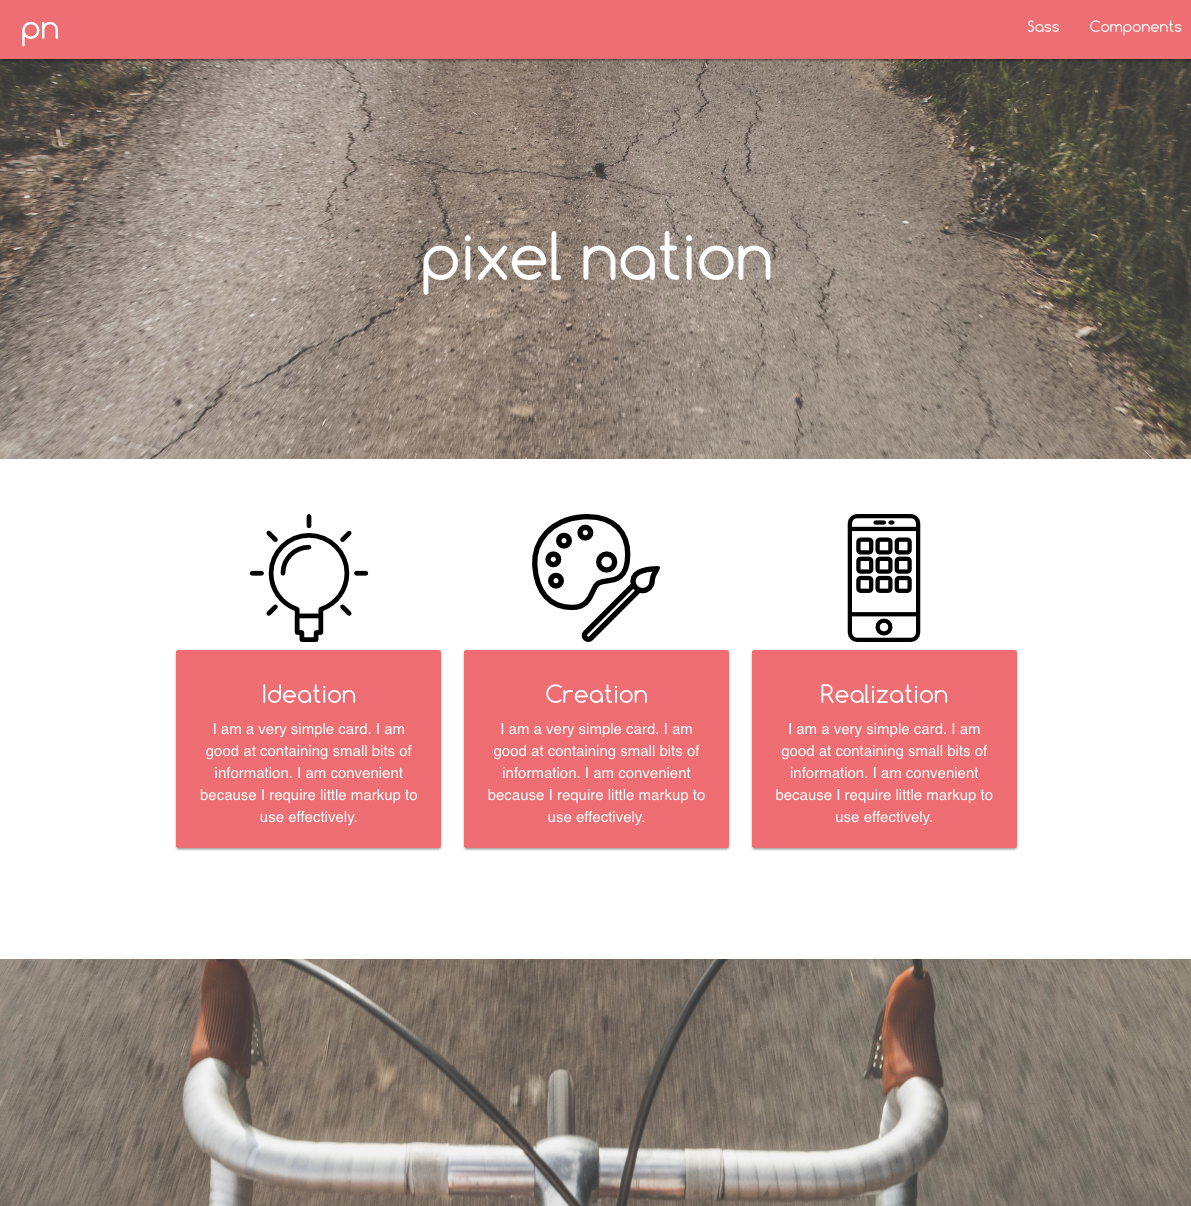 pn
Sass
Components
pixel nation
Ideation
I am a very simple card. I am
good at containing small bits of
information. I am convenient
because I require little markup to
use effectively.
Creation
I am a very simple card. I am
good at containing small bits of
information. I am convenient
because I require little markup to
use effectively.
Realization
I am a very simple card. I am
good at containing small bits of
information. I am convenient
because I require little markup to
use effectively.